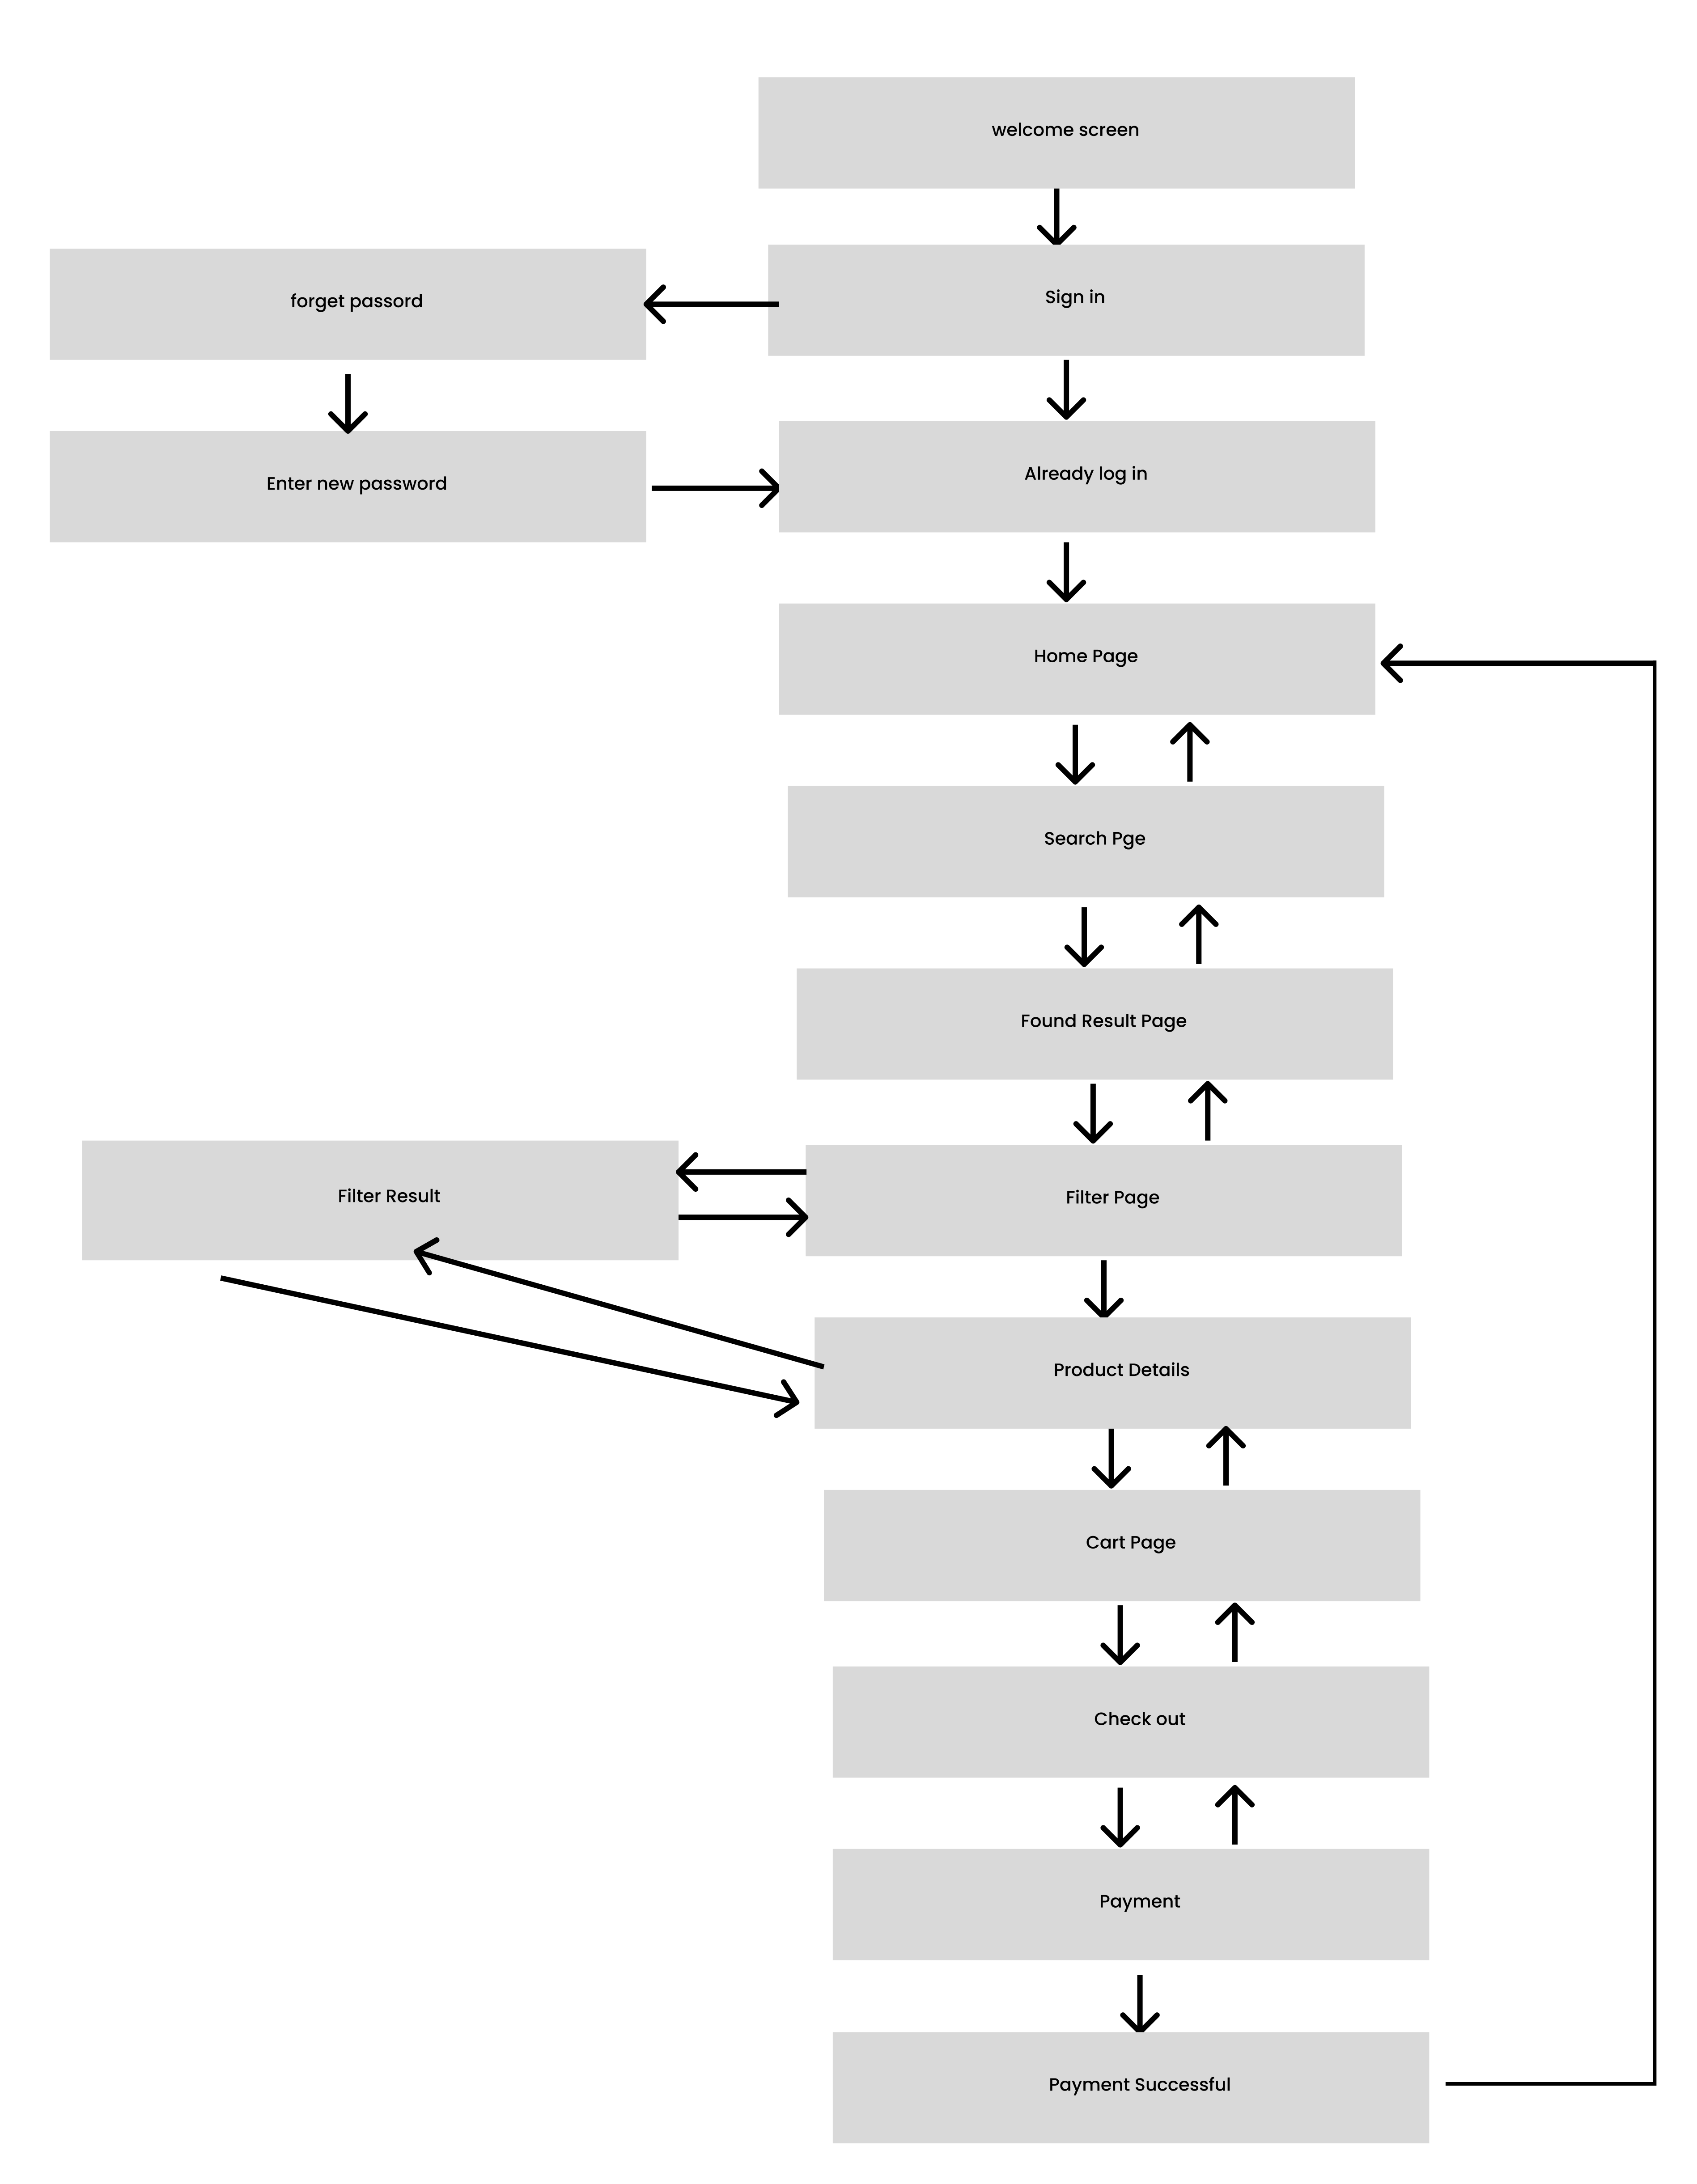 welcome screen
forget passord
Sign in
Already log in
Enter new password
Home Page
Search Pge
Found Result Page
Filter Result
Filter Page
Product Details
Cart Page
Check out
Payment
Payment Successful